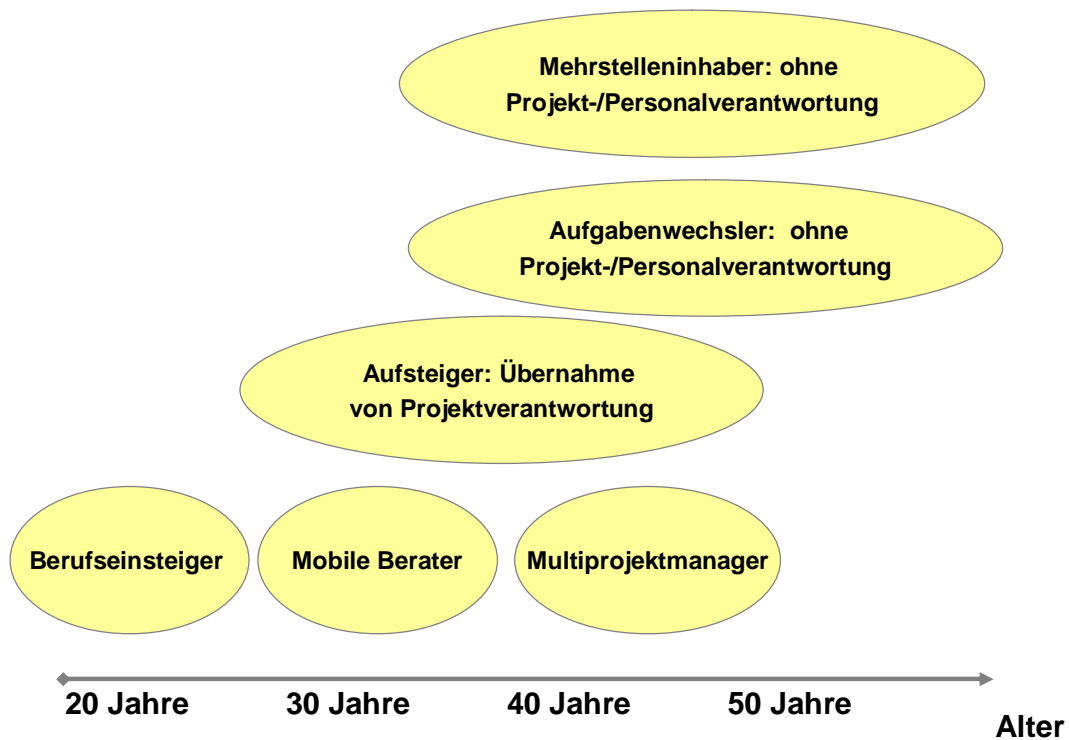 Mehrstelleninhaber: ohne
Projekt-/Personalverantwortung
Aufgabenwechsler:  ohne
Projekt-/Personalverantwortung
Aufsteiger: Übernahme
von Projektverantwortung
Berufseinsteiger
Mobile Berater
Multiprojektmanager
20 Jahre
30 Jahre
40 Jahre
50 Jahre
Alter